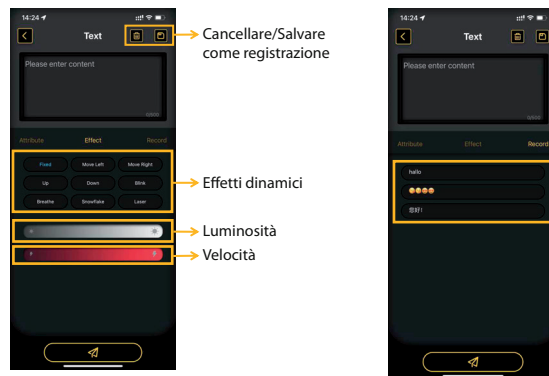 14:24
Text
Please enter content
0/500
Attribute Effect Record
Fixed Move Left Move Right
Up Down Blink
Breathe Snowflake Laser
Cancellare/Salvare
come registrazione
Effetti dinamici
Luminosità
Velocità
14:24
Text
Please enter content
0/500
Attribute Effect Record
hallo
😀😀😀😀
您好!